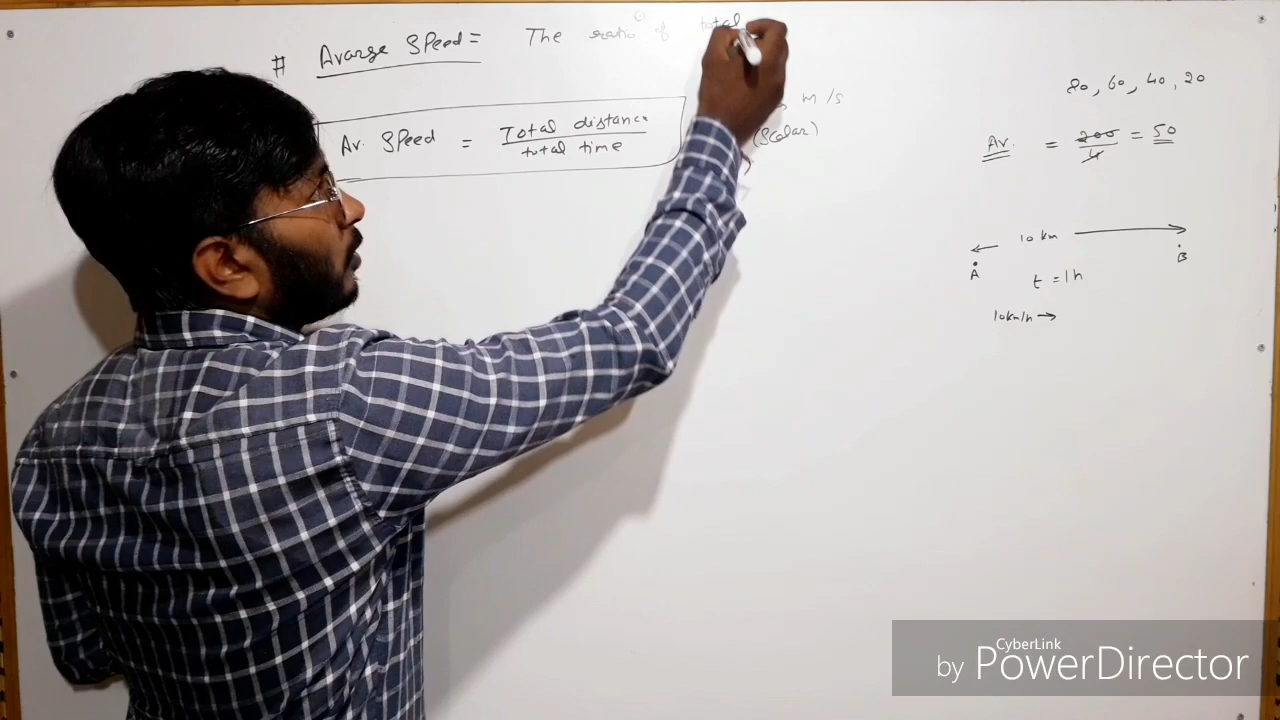 # Avarge Speed = The ratio of total
Av. Speed = Total distance / total time
m/s
(Scalar)
80, 60, 40, 20
Av. = 200/4 = 50
10 km
A B
t = 1h
10km/h →
CyberLink
by PowerDirector